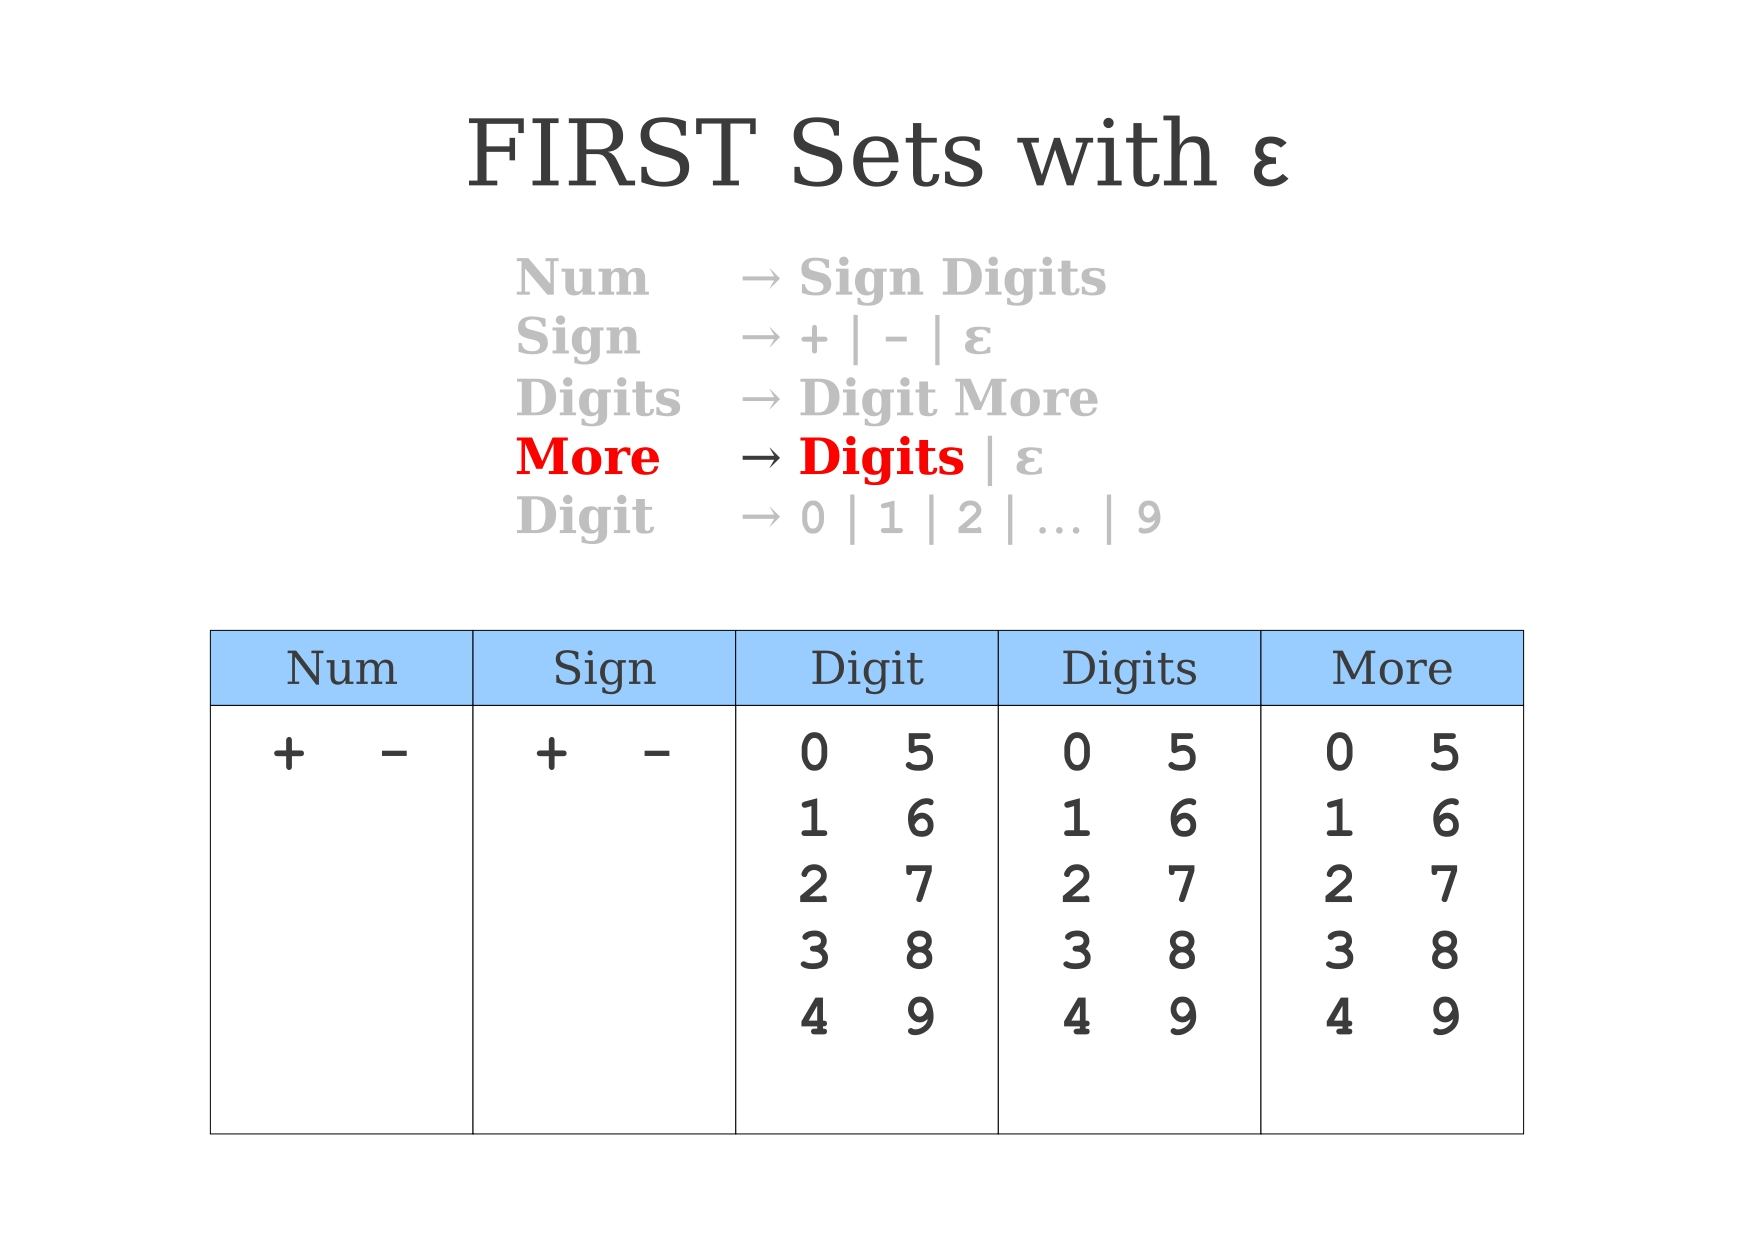 FIRST Sets with ε
Num → Sign Digits
Sign → + | - | ε
Digits → Digit More
More → Digits | ε
Digit → 0 | 1 | 2 | ... | 9
Num Sign Digit Digits More
+ - + - 0 5 0 5 0 5
1 6 1 6 1 6
2 7 2 7 2 7
3 8 3 8 3 8
4 9 4 9 4 9